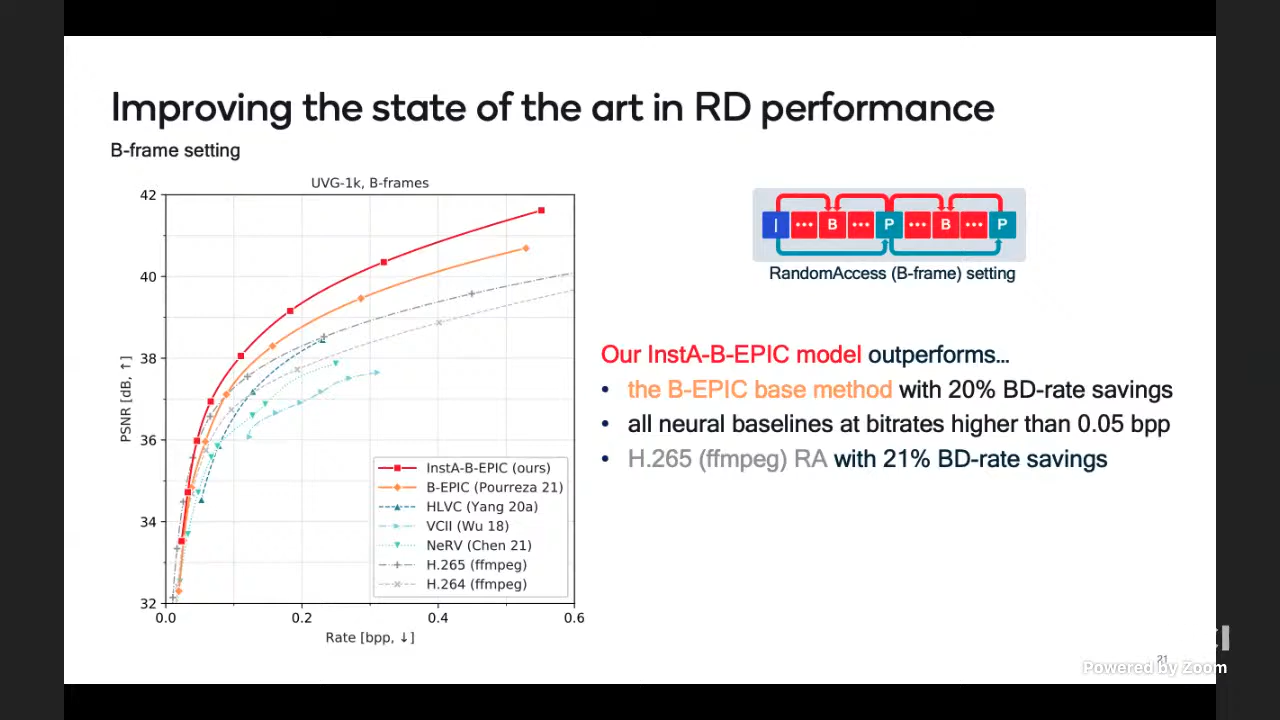 Improving the state of the art in RD performance
B-frame setting
UVG-1k, B-frames
42
40
38
36
34
32
PSNR [dB, ↑]
0.0
0.2
0.4
0.6
Rate [bpp, ↓]
InstA-B-EPIC (ours)
B-EPIC (Pourreza 21)
HLVC (Yang 20a)
VCII (Wu 18)
NeRV (Chen 21)
H.265 (ffmpeg)
H.264 (ffmpeg)
I ... B ... P ... B ... P
RandomAccess (B-frame) setting
Our InstA-B-EPIC model outperforms...
• the B-EPIC base method with 20% BD-rate savings
• all neural baselines at bitrates higher than 0.05 bpp
• H.265 (ffmpeg) RA with 21% BD-rate savings
21
Powered by Zoom